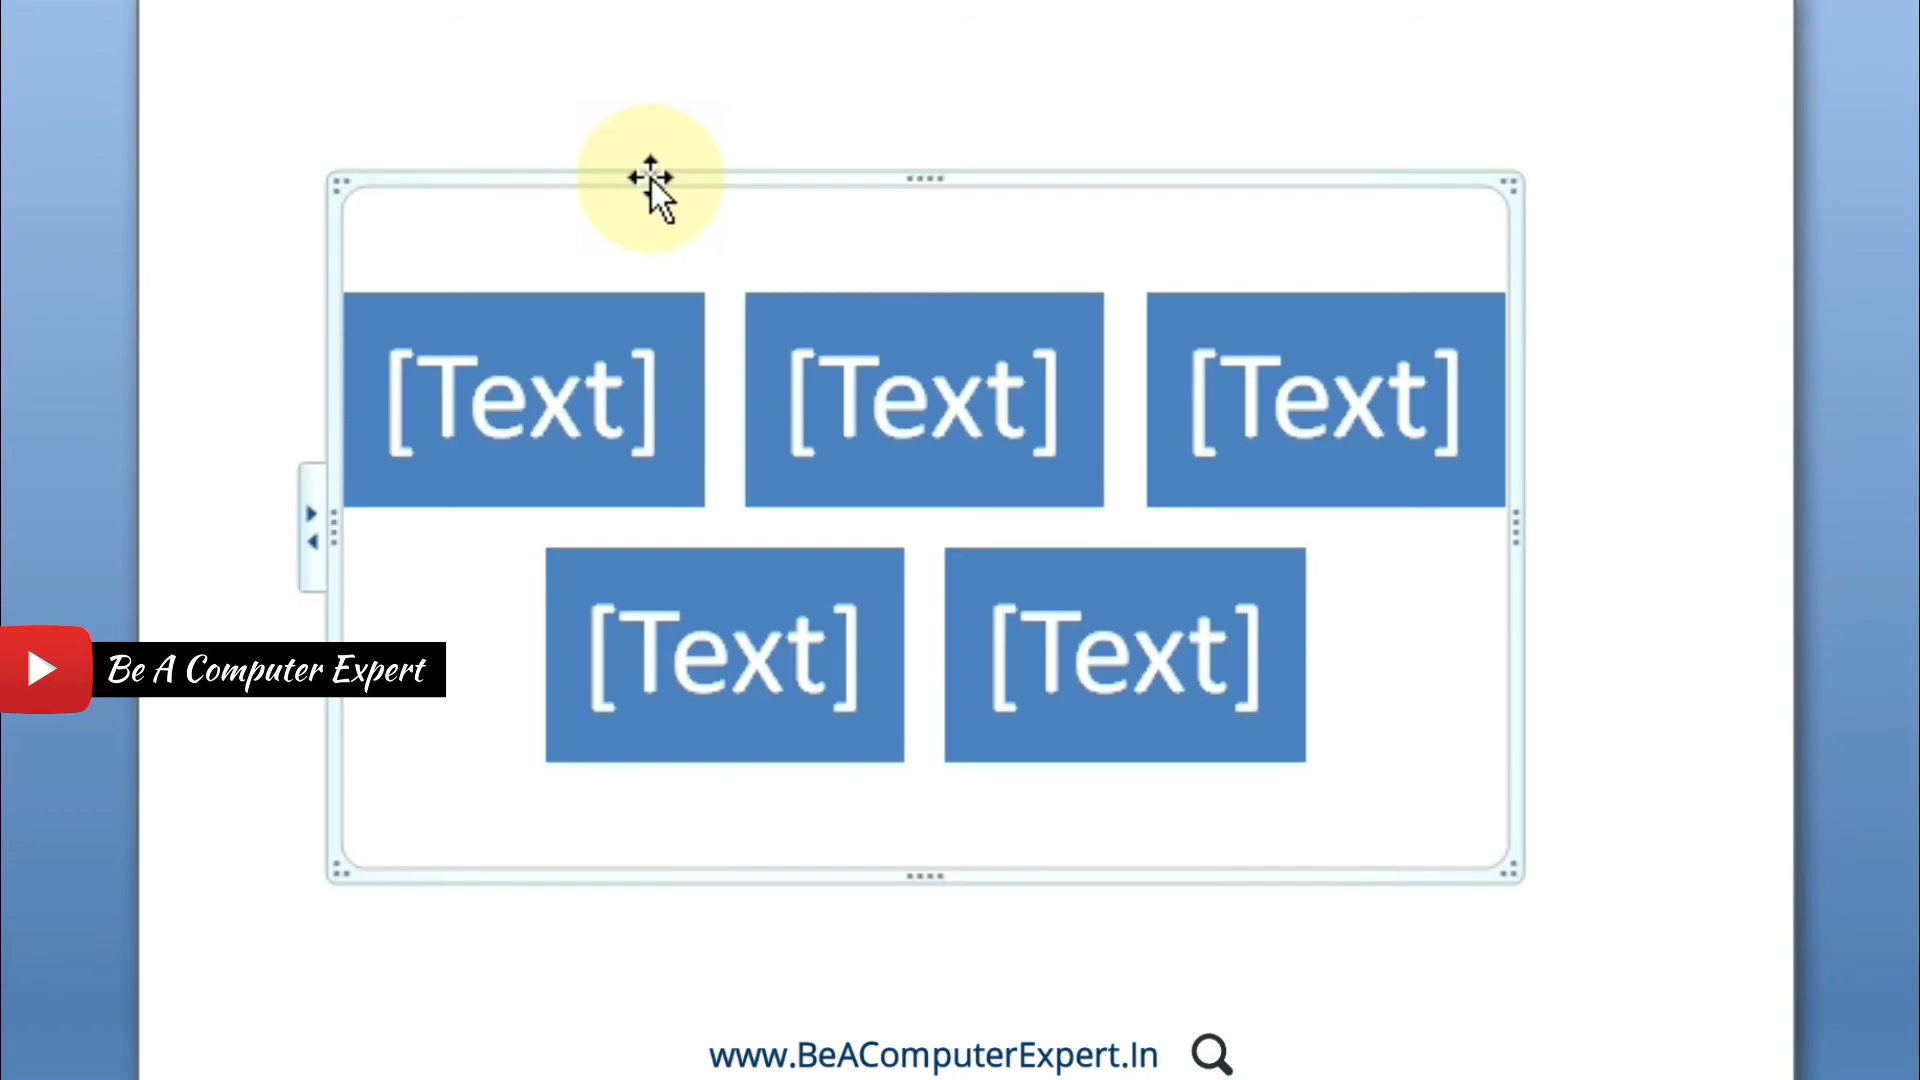 [Text] [Text] [Text]
[Text] [Text]
Be A Computer Expert
www.BeAComputerExpert.In